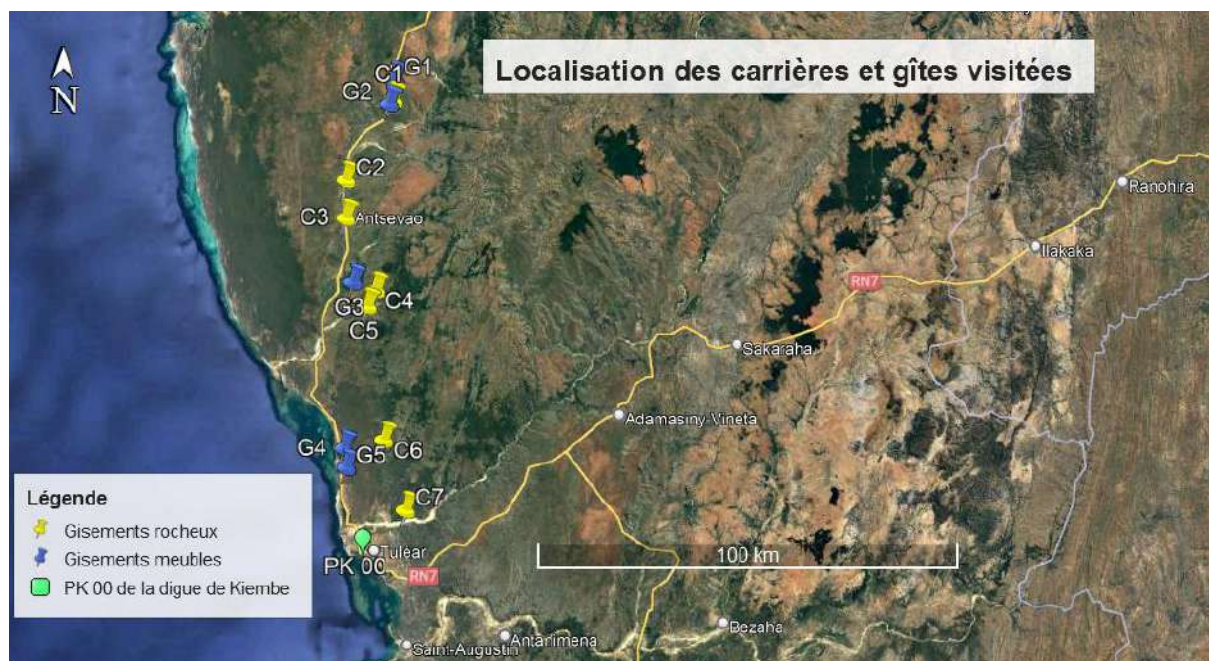 Localisation des carrières et gîtes visitées
N
C1
G1
G2
C2
C3
Antsevao
Ranohira
Ilakaka
RN7
G3
C4
C5
Sakaraha
Adamasiny-Vineta
G4
G5
C6
C7
Légende
Gisements rocheux
Gisements meubles
PK 00 de la digue de Kiembe
PK 00
Tuléar
RN7
100 km
Saint-Augustin
Antanimena
Bezaha